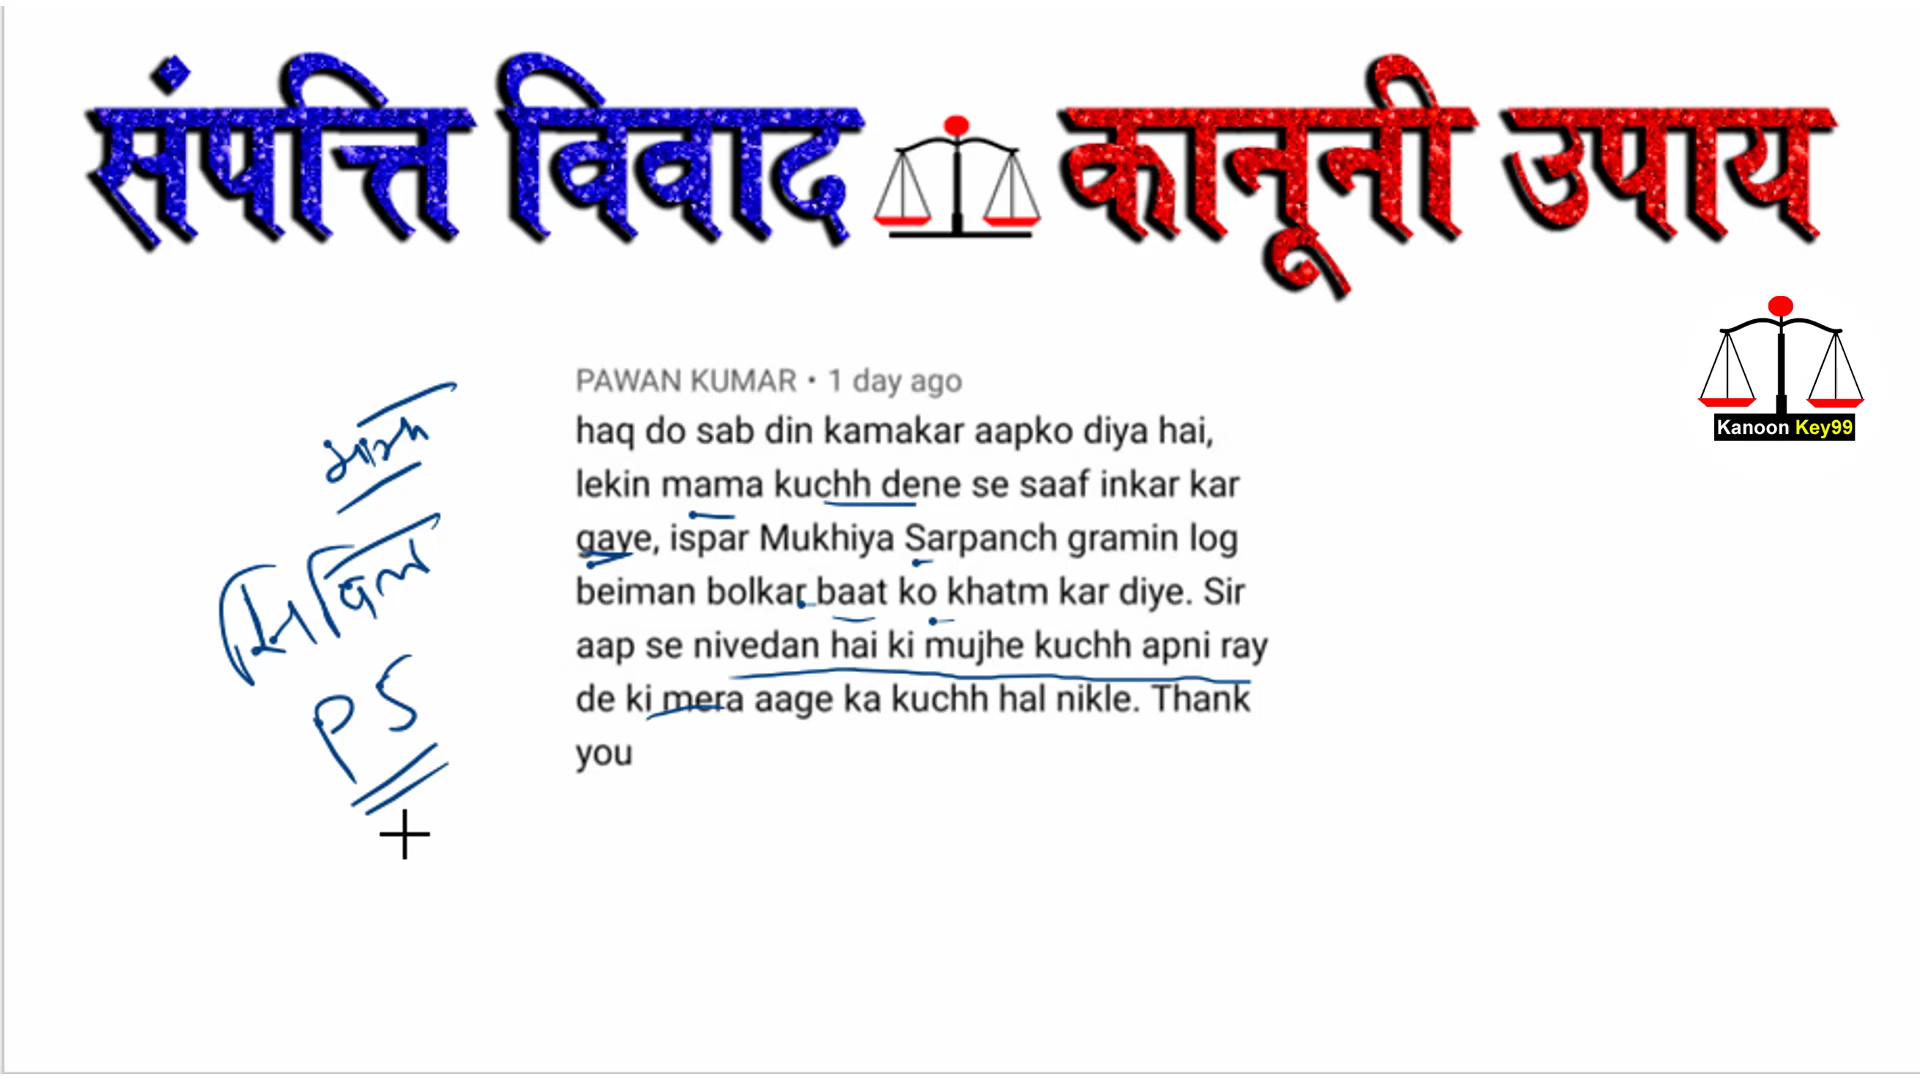 संपत्ति विवाद कानूनी उपाय
Kanoon Key99
PAWAN KUMAR • 1 day ago
haq do sab din kamakar aapko diya hai,
lekin mama kuchh dene se saaf inkar kar
gaye, ispar Mukhiya Sarpanch gramin log
beiman bolkar baat ko khatm kar diye. Sir
aap se nivedan hai ki mujhe kuchh apni ray
de ki mera aage ka kuchh hal nikle. Thank
you
सिविल
PS